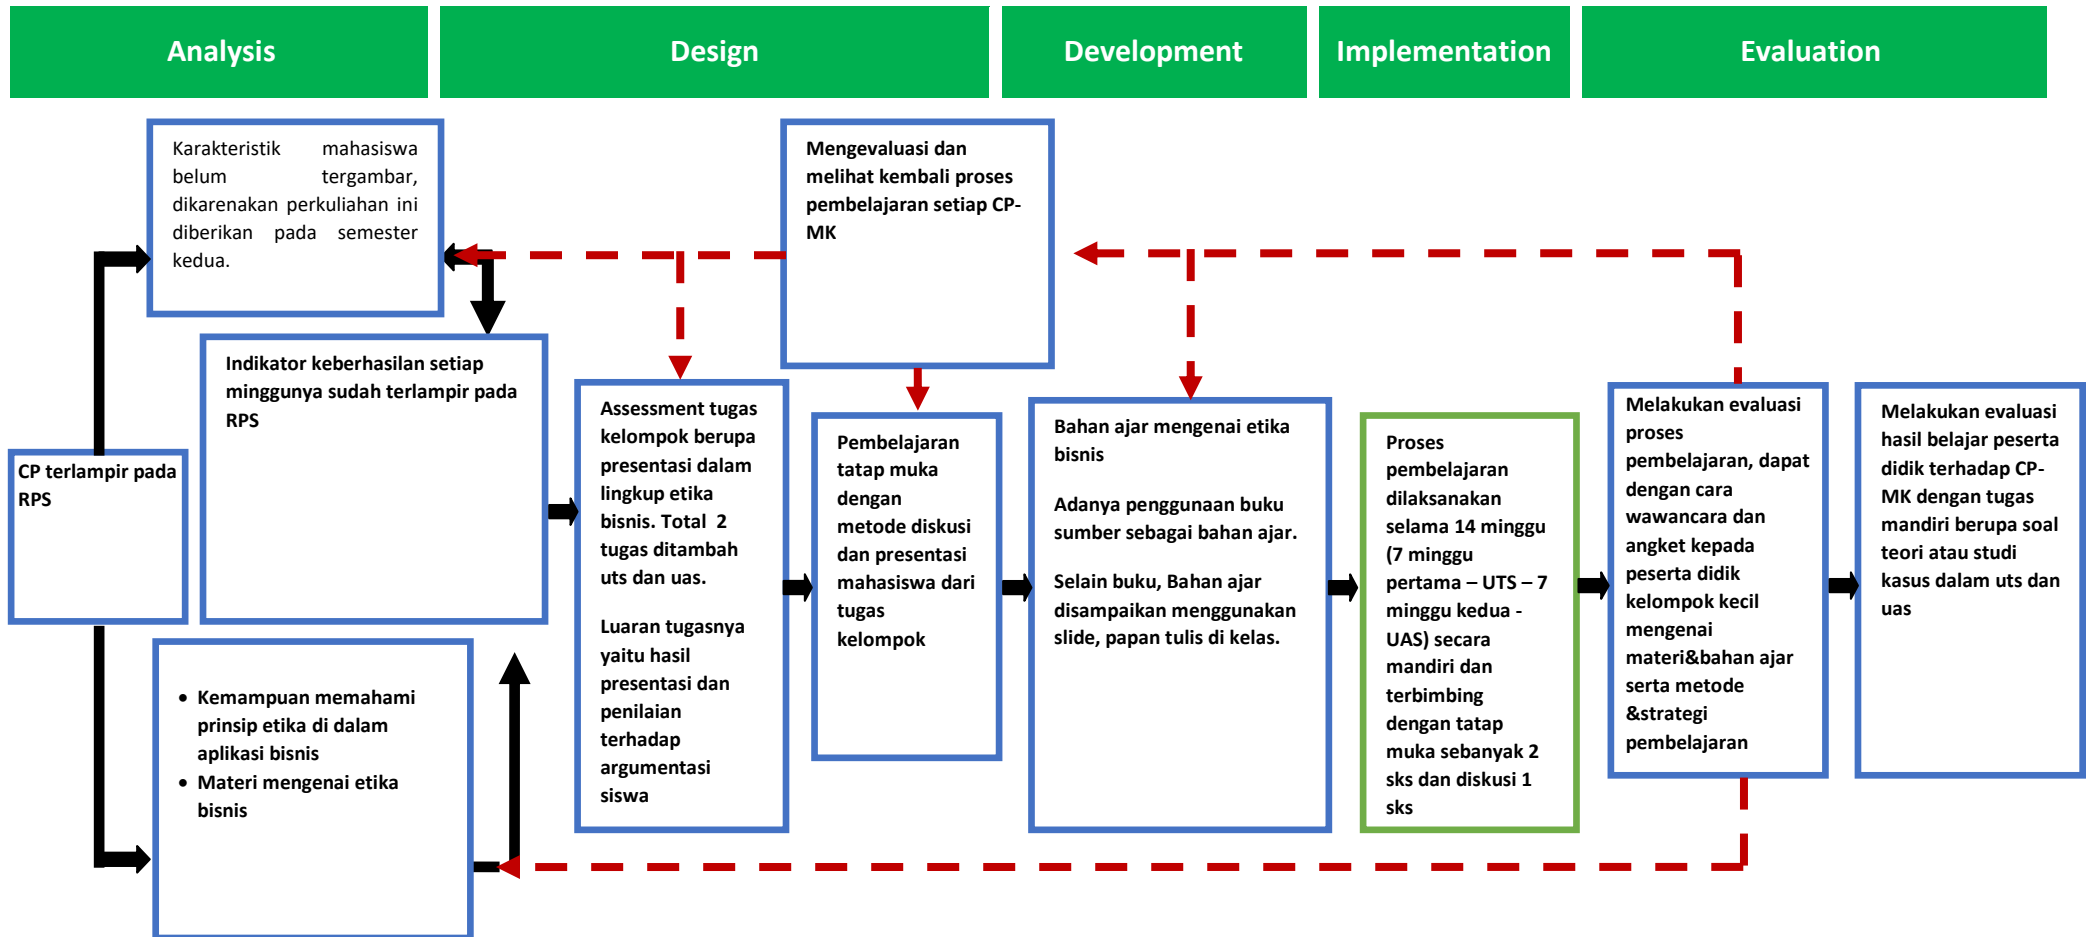 Analysis
Design
Development
Implementation
Evaluation
Karakteristik mahasiswa
belum tergambar,
dikarenakan perkuliahan ini
diberikan pada semester
kedua.
Mengevaluasi dan
melihat kembali proses
pembelajaran setiap CP-
MK
Indikator keberhasilan setiap
minggunya sudah terlampir pada
RPS
CP terlampir pada
RPS
• Kemampuan memahami
prinsip etika di dalam
aplikasi bisnis
• Materi mengenai etika
bisnis
Assessment tugas
kelompok berupa
presentasi dalam
lingkup etika
bisnis. Total 2
tugas ditambah
uts dan uas.
Luaran tugasnya
yaitu hasil
presentasi dan
penilaian
terhadap
argumentasi
siswa
Pembelajaran
tatap muka
dengan
metode diskusi
dan presentasi
mahasiswa dari
tugas
kelompok
Bahan ajar mengenai etika
bisnis
Adanya penggunaan buku
sumber sebagai bahan ajar.
Selain buku, Bahan ajar
disampaikan menggunakan
slide, papan tulis di kelas.
Proses
pembelajaran
dilaksanakan
selama 14 minggu
(7 minggu
pertama – UTS – 7
minggu kedua -
UAS) secara
mandiri dan
terbimbing
dengan tatap
muka sebanyak 2
sks dan diskusi 1
sks
Melakukan evaluasi
proses
pembelajaran, dapat
dengan cara
wawancara dan
angket kepada
peserta didik
kelompok kecil
mengenai
materi&bahan ajar
serta metode
&strategi
pembelajaran
Melakukan evaluasi
hasil belajar peserta
didik terhadap CP-
MK dengan tugas
mandiri berupa soal
teori atau studi
kasus dalam uts dan
uas